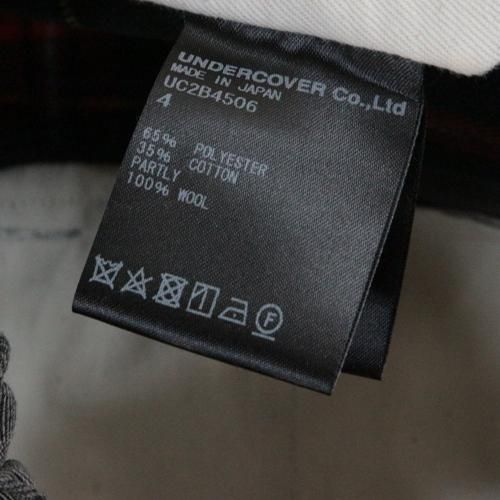 UNDERCOVER Co.,Ltd
MADE IN JAPAN
UC2B4506
4
65% POLYESTER
35% COTTON
PARTLY
100% WOOL
F